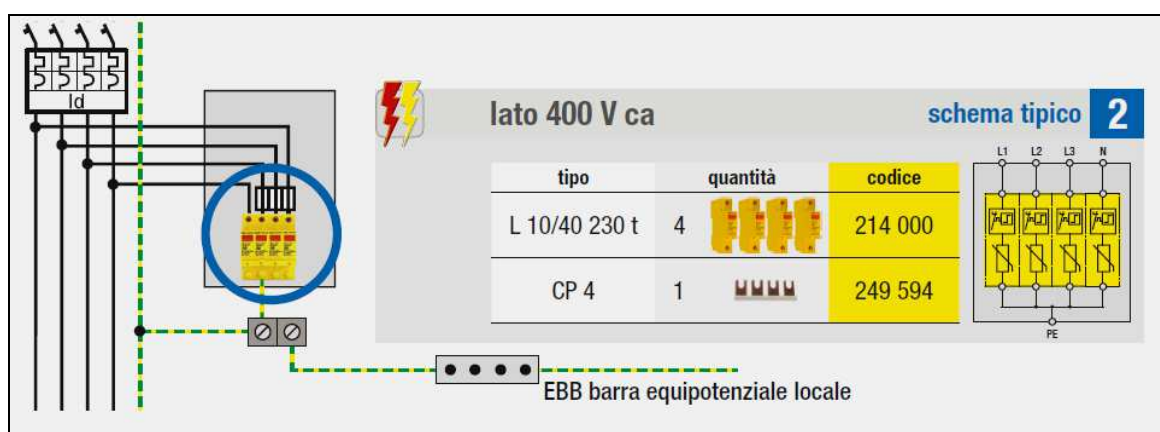 Id
lato 400 V ca
schema tipico 2
tipo quantità codice
L 10/40 230 t 4 214 000
CP 4 1 249 594
L1 L2 L3 N
PE
EBB barra equipotenziale locale